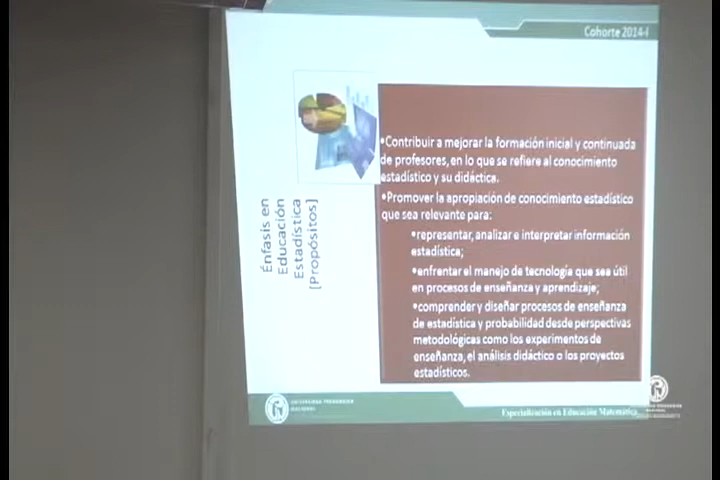 Cohorte 2014-I
Énfasis en
Educación
Estadística
[Propósitos]
•Contribuir a mejorar la formación inicial y continuada
de profesores, en lo que se refiere al conocimiento
estadístico y su didáctica.
•Promover la apropiación de conocimiento estadístico
que sea relevante para:
•representar, analizar e interpretar información
estadística;
•enfrentar el manejo de tecnología que sea útil
en procesos de enseñanza y aprendizaje;
•comprender y diseñar procesos de enseñanza
de estadística y probabilidad desde perspectivas
metodológicas como los experimentos de
enseñanza, el análisis didáctico o los proyectos
estadísticos.
UNIVERSIDAD PEDAGOGICA
NACIONAL
Especialización en Educación Matemática